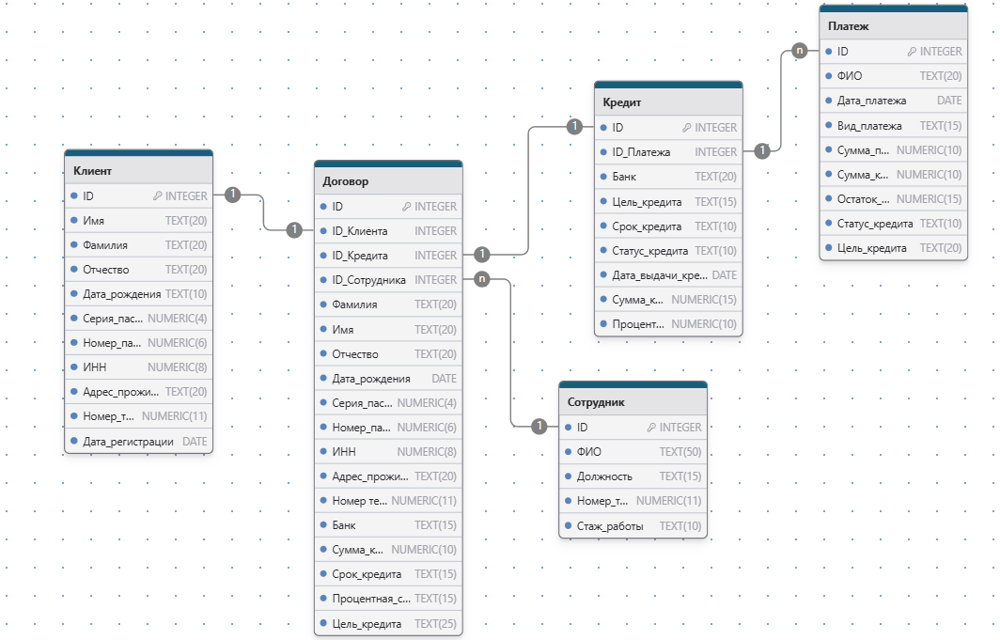 Клиент
ID INTEGER
Имя TEXT(20)
Фамилия TEXT(20)
Отчество TEXT(20)
Дата_рождения TEXT(10)
Серия_пас... NUMERIC(4)
Номер_па... NUMERIC(6)
ИНН NUMERIC(8)
Адрес_прожи... TEXT(20)
Номер_т... NUMERIC(11)
Дата_регистрации DATE
1
1
Договор
ID INTEGER
ID_Клиента INTEGER
ID_Кредита INTEGER
ID_Сотрудника INTEGER
Фамилия TEXT(20)
Имя TEXT(20)
Отчество TEXT(20)
Дата_рождения DATE
Серия_пас... NUMERIC(4)
Номер_па... NUMERIC(6)
ИНН NUMERIC(8)
Адрес_прожи... TEXT(20)
Номер те... NUMERIC(11)
Банк TEXT(15)
Сумма_к... NUMERIC(10)
Срок_кредита TEXT(15)
Процентная_с... TEXT(15)
Цель_кредита TEXT(25)
1
n
1
1
Кредит
ID INTEGER
ID_Платежа INTEGER
Банк TEXT(20)
Цель_кредита TEXT(15)
Срок_кредита TEXT(10)
Статус_кредита TEXT(10)
Дата_выдачи_кре... DATE
Сумма_к... NUMERIC(15)
Процент... NUMERIC(10)
Сотрудник
ID INTEGER
ФИО TEXT(50)
Должность TEXT(15)
Номер_т... NUMERIC(11)
Стаж_работы TEXT(10)
1
n
Платеж
ID INTEGER
ФИО TEXT(20)
Дата_платежа DATE
Вид_платежа TEXT(15)
Сумма_п... NUMERIC(10)
Сумма_к... NUMERIC(10)
Остаток_... NUMERIC(15)
Статус_кредита TEXT(10)
Цель_кредита TEXT(20)